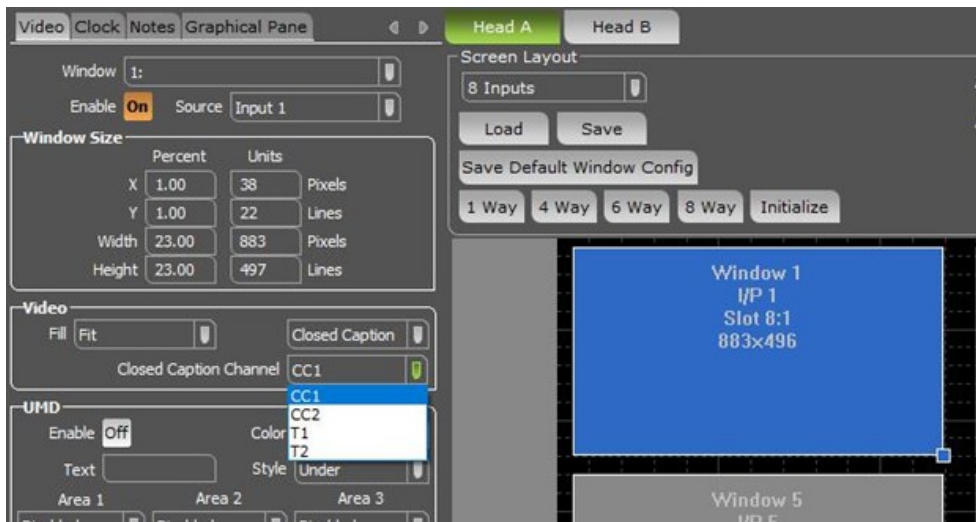 Video Clock Notes Graphical Pane
Window 1:
Enable On Source Input 1
Window Size
Percent Units
X 1.00 38 Pixels
Y 1.00 22 Lines
Width 23.00 883 Pixels
Height 23.00 497 Lines
Video
Fill Fit Closed Caption
Closed Caption Channel CC1
CC1
CC2
T1
T2
UMD
Enable Off Color
Text Style Under
Area 1 Area 2 Area 3
Head A Head B
Screen Layout
8 Inputs
Load Save
Save Default Window Config
1 Way 4 Way 6 Way 8 Way Initialize
Window 1
I/P 1
Slot 8:1
883x496
Window 5